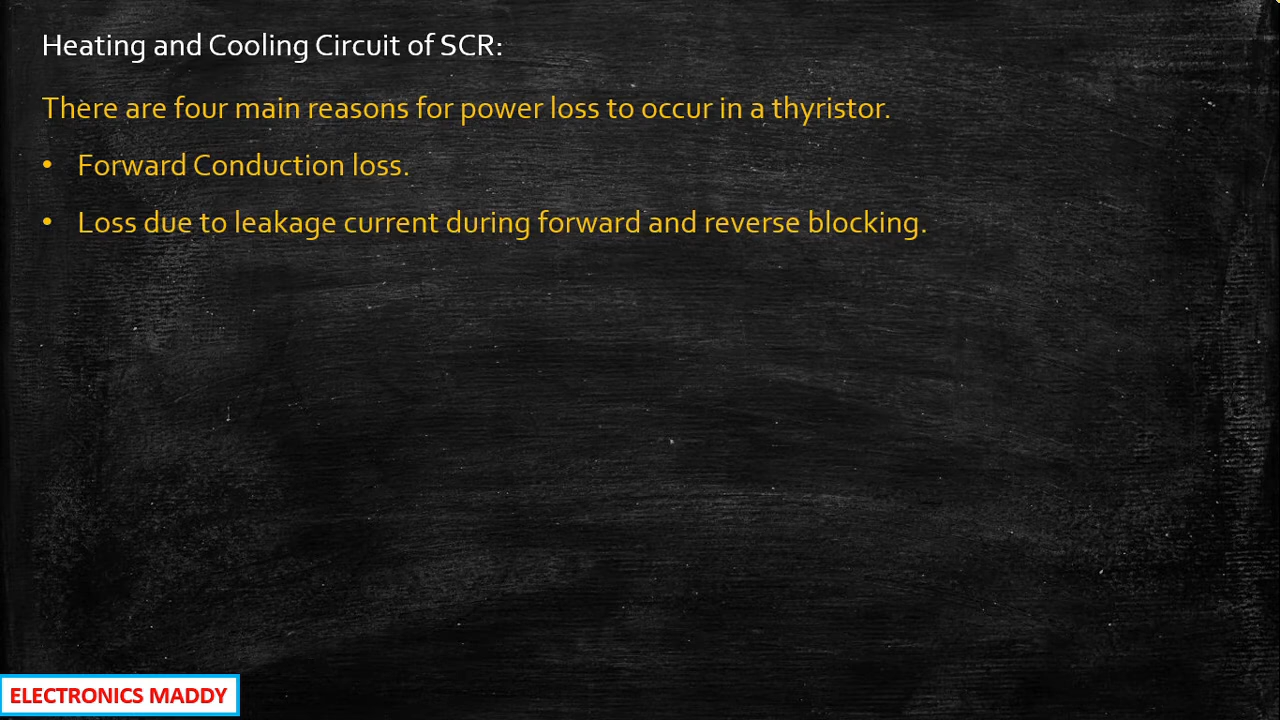 Heating and Cooling Circuit of SCR:
There are four main reasons for power loss to occur in a thyristor.
• Forward Conduction loss.
• Loss due to leakage current during forward and reverse blocking.
ELECTRONICS MADDY